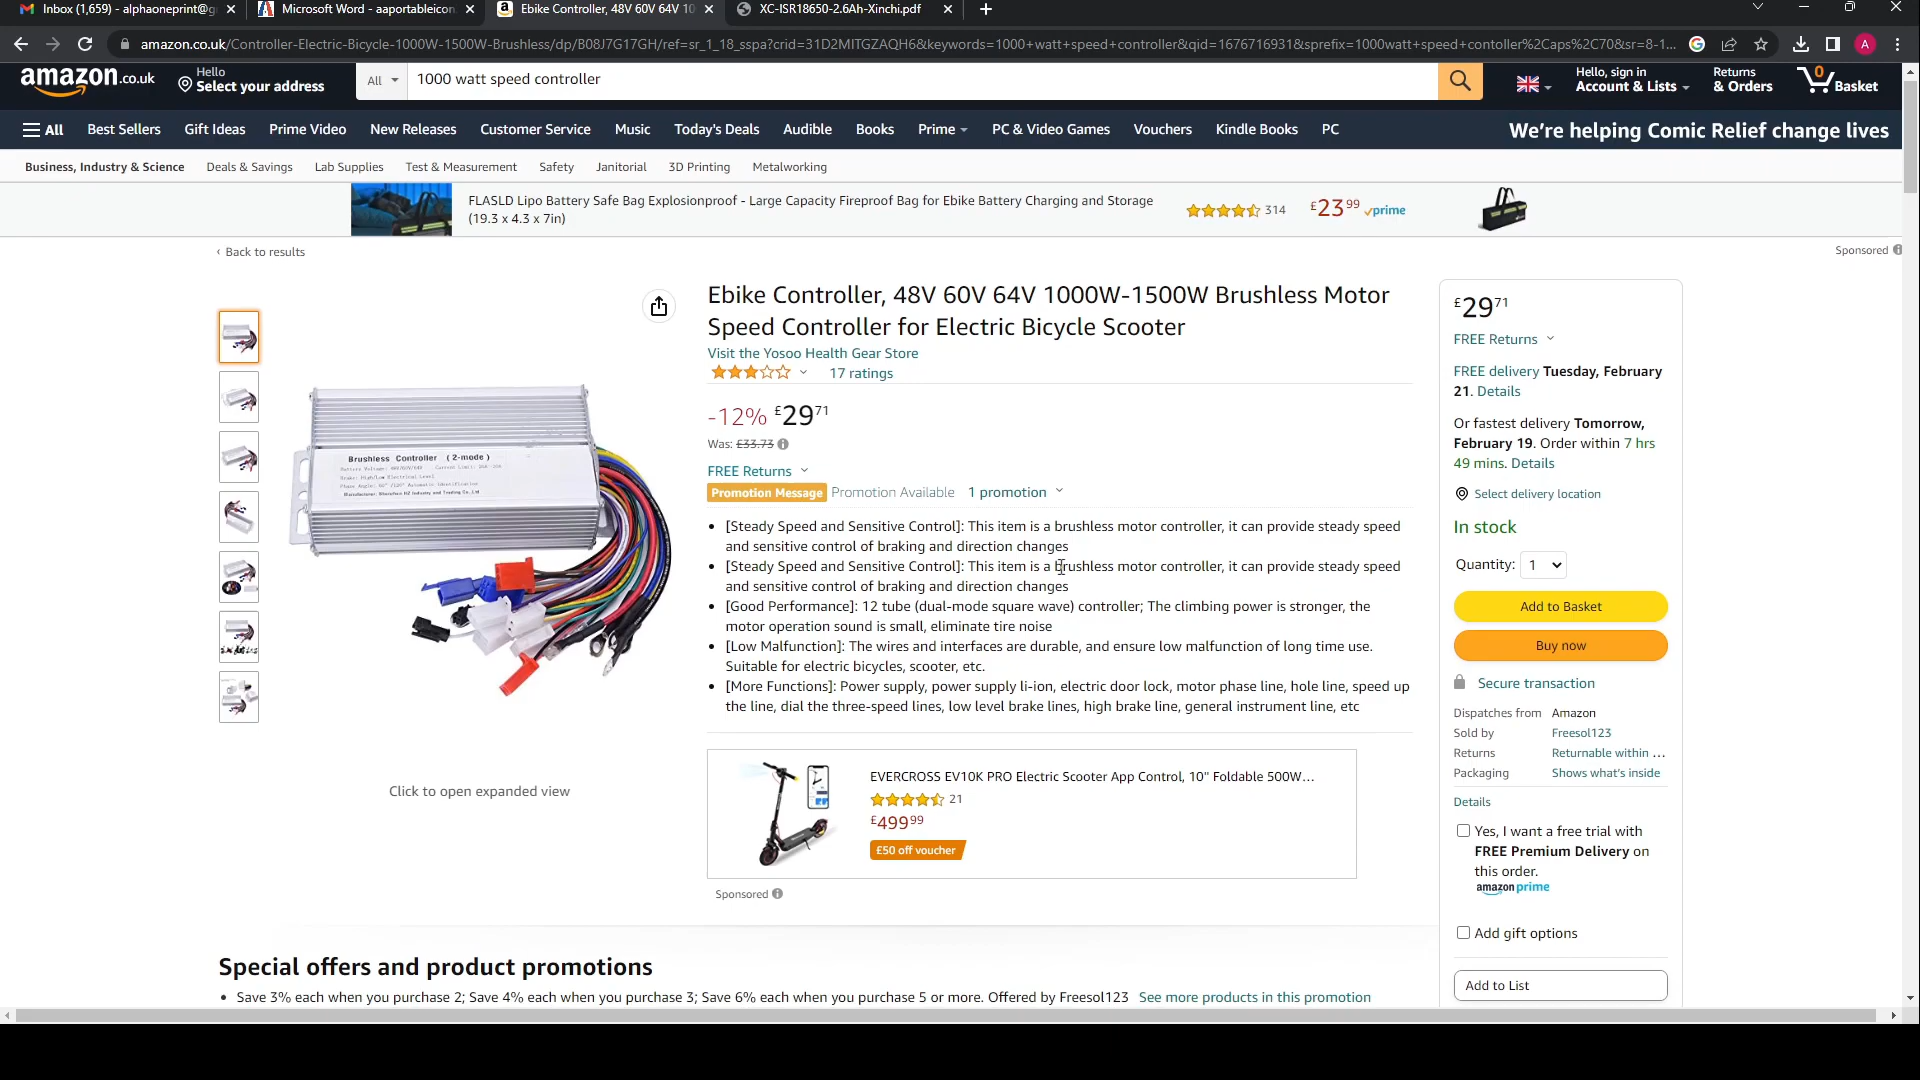 Inbox (1,659) - alphaoneprint@g
Microsoft Word - aaportableicon.
Ebike Controller, 48V 60V 64V 10
XC-ISR18650-2.6Ah-Xinchi.pdf
amazon.co.uk/Controller-Electric-Bicycle-1000W-1500W-Brushless/dp/B08J7G17GH/ref=sr_1_18_sspa?crid=31D2MITGZAQH6&keywords=1000+watt+speed+controller&qid=1676716931&sprefix=1000watt+speed+contoller%2Caps%2C70&sr=8-1...
A
amazon.co.uk
Hello
Select your address
All
1000 watt speed controller
Hello, sign in
Account & Lists
Returns
& Orders
0
Basket
All
Best Sellers
Gift Ideas
Prime Video
New Releases
Customer Service
Music
Today's Deals
Audible
Books
Prime
PC & Video Games
Vouchers
Kindle Books
PC
We're helping Comic Relief change lives
Business, Industry & Science
Deals & Savings
Lab Supplies
Test & Measurement
Safety
Janitorial
3D Printing
Metalworking
FLASLD Lipo Battery Safe Bag Explosionproof - Large Capacity Fireproof Bag for Ebike Battery Charging and Storage
(19.3 x 4.3 x 7in)
314
£23 99
prime
‹ Back to results
Sponsored
Ebike Controller, 48V 60V 64V 1000W-1500W Brushless Motor
Speed Controller for Electric Bicycle Scooter
Visit the Yosoo Health Gear Store
17 ratings
-12% £29 71
Was: £33.73
FREE Returns
Promotion Message Promotion Available 1 promotion
• [Steady Speed and Sensitive Control]: This item is a brushless motor controller, it can provide steady speed
and sensitive control of braking and direction changes
• [Steady Speed and Sensitive Control]: This item is a brushless motor controller, it can provide steady speed
and sensitive control of braking and direction changes
• [Good Performance]: 12 tube (dual-mode square wave) controller; The climbing power is stronger, the
motor operation sound is small, eliminate tire noise
• [Low Malfunction]: The wires and interfaces are durable, and ensure low malfunction of long time use.
Suitable for electric bicycles, scooter, etc.
• [More Functions]: Power supply, power supply li-ion, electric door lock, motor phase line, hole line, speed up
the line, dial the three-speed lines, low level brake lines, high brake line, general instrument line, etc
Brushless Controller (2-mode)
Click to open expanded view
EVERCROSS EV10K PRO Electric Scooter App Control, 10" Foldable 500W...
21
£499 99
£50 off voucher
Sponsored
£29 71
FREE Returns
FREE delivery Tuesday, February
21. Details
Or fastest delivery Tomorrow,
February 19. Order within 7 hrs
49 mins. Details
Select delivery location
In stock
Quantity: 1
Add to Basket
Buy now
Secure transaction
Dispatches from Amazon
Sold by Freesol123
Returns Returnable within ...
Packaging Shows what's inside
Details
Yes, I want a free trial with
FREE Premium Delivery on
this order.
amazon prime
Add gift options
Add to List
Special offers and product promotions
• Save 3% each when you purchase 2; Save 4% each when you purchase 3; Save 6% each when you purchase 5 or more. Offered by Freesol123 See more products in this promotion